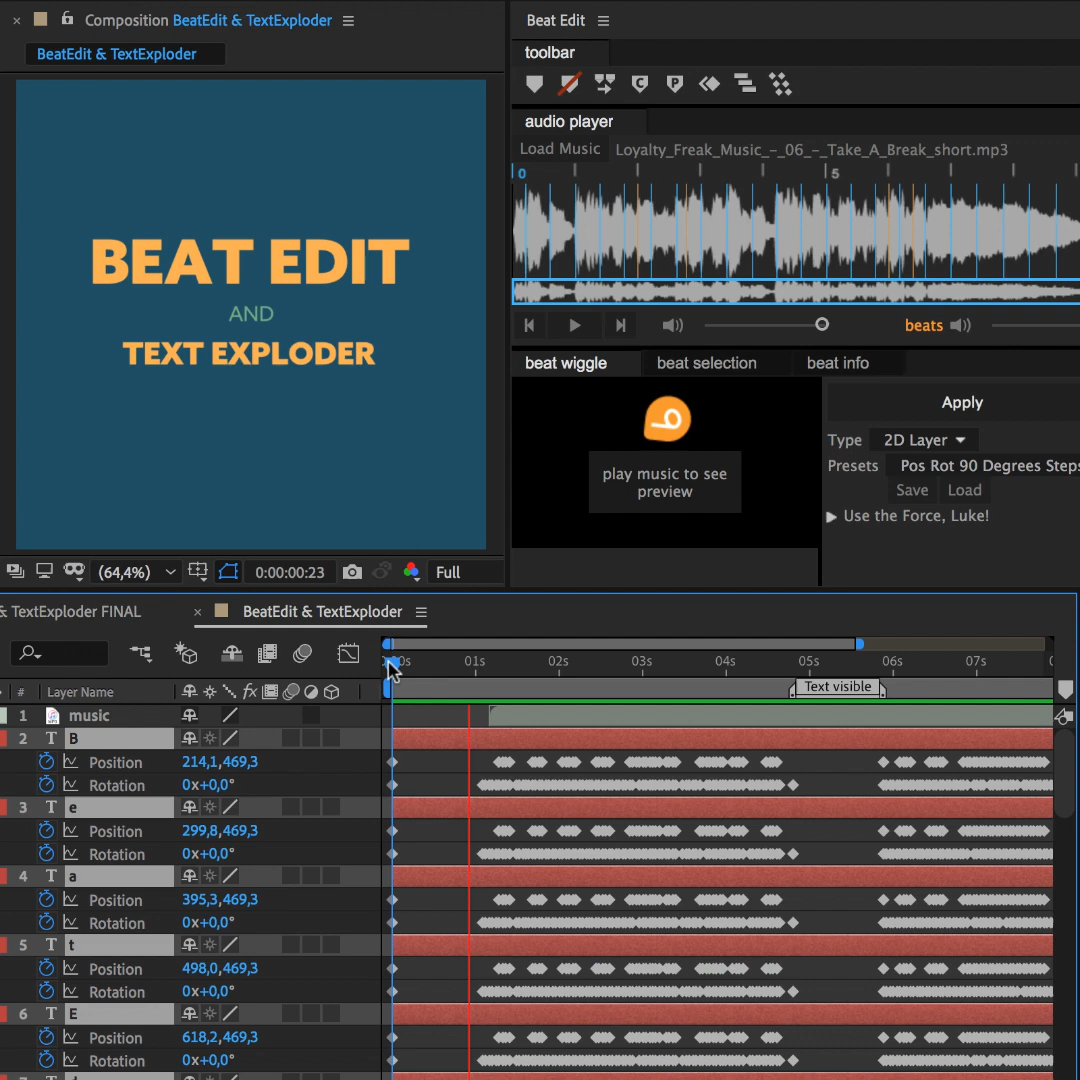 × Composition BeatEdit & TextExploder
BeatEdit & TextExploder
BEAT EDIT
AND
TEXT EXPLODER
(64,4%) 0:00:00:23 Full
Beat Edit
toolbar
C P
audio player
Load Music Loyalty_Freak_Music_-_06_-_Take_A_Break_short.mp3
0 5
beats
beat wiggle beat selection beat info
play music to see
preview
Apply
Type 2D Layer
Presets Pos Rot 90 Degrees Steps
Save Load
Use the Force, Luke!
& TextExploder FINAL × BeatEdit & TextExploder
01s 02s 03s 04s 05s 06s 07s
# Layer Name fx
Text visible
1 music
2 T B
Position 214,1,469,3
Rotation 0x+0,0°
3 T e
Position 299,8,469,3
Rotation 0x+0,0°
4 T a
Position 395,3,469,3
Rotation 0x+0,0°
5 T t
Position 498,0,469,3
Rotation 0x+0,0°
6 T E
Position 618,2,469,3
Rotation 0x+0,0°